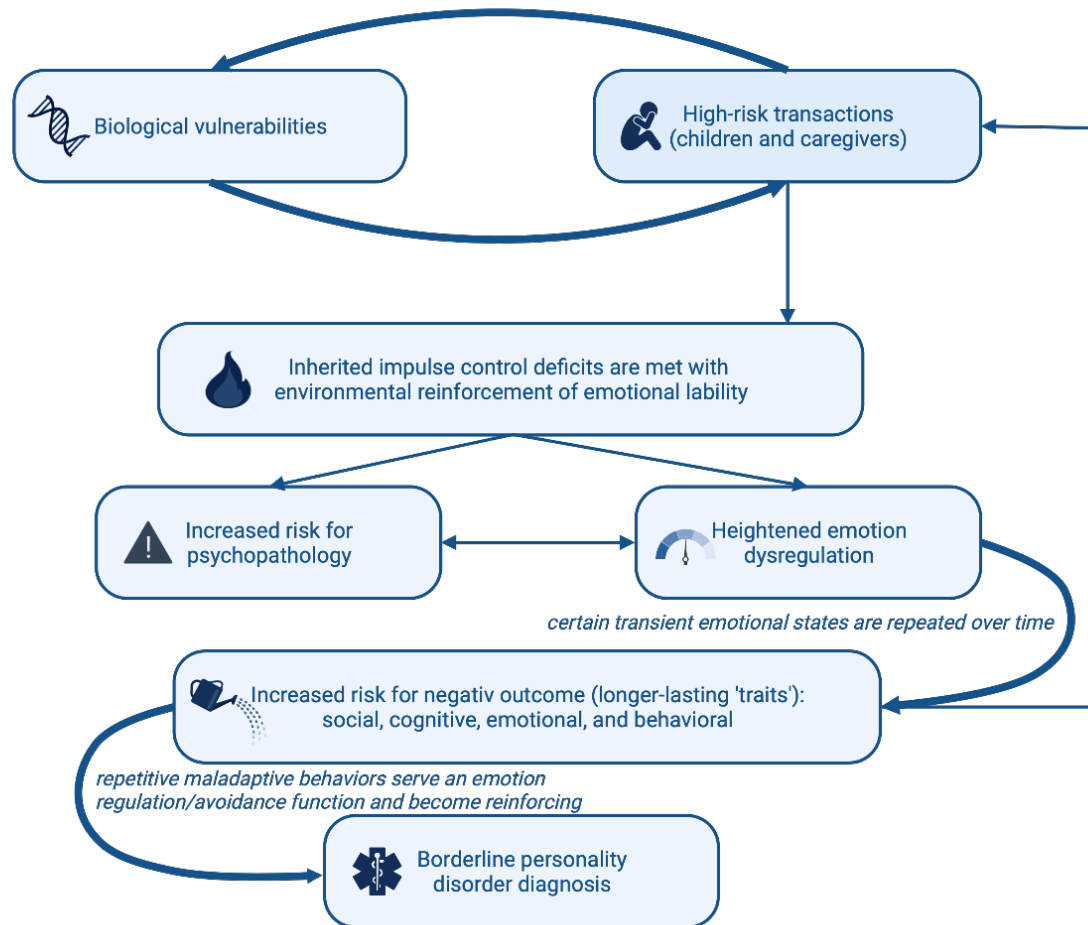 Biological vulnerabilities
High-risk transactions
(children and caregivers)
Inherited impulse control deficits are met with
environmental reinforcement of emotional lability
Increased risk for
psychopathology
Heightened emotion
dysregulation
certain transient emotional states are repeated over time
Increased risk for negativ outcome (longer-lasting 'traits'):
social, cognitive, emotional, and behavioral
repetitive maladaptive behaviors serve an emotion
regulation/avoidance function and become reinforcing
Borderline personality
disorder diagnosis